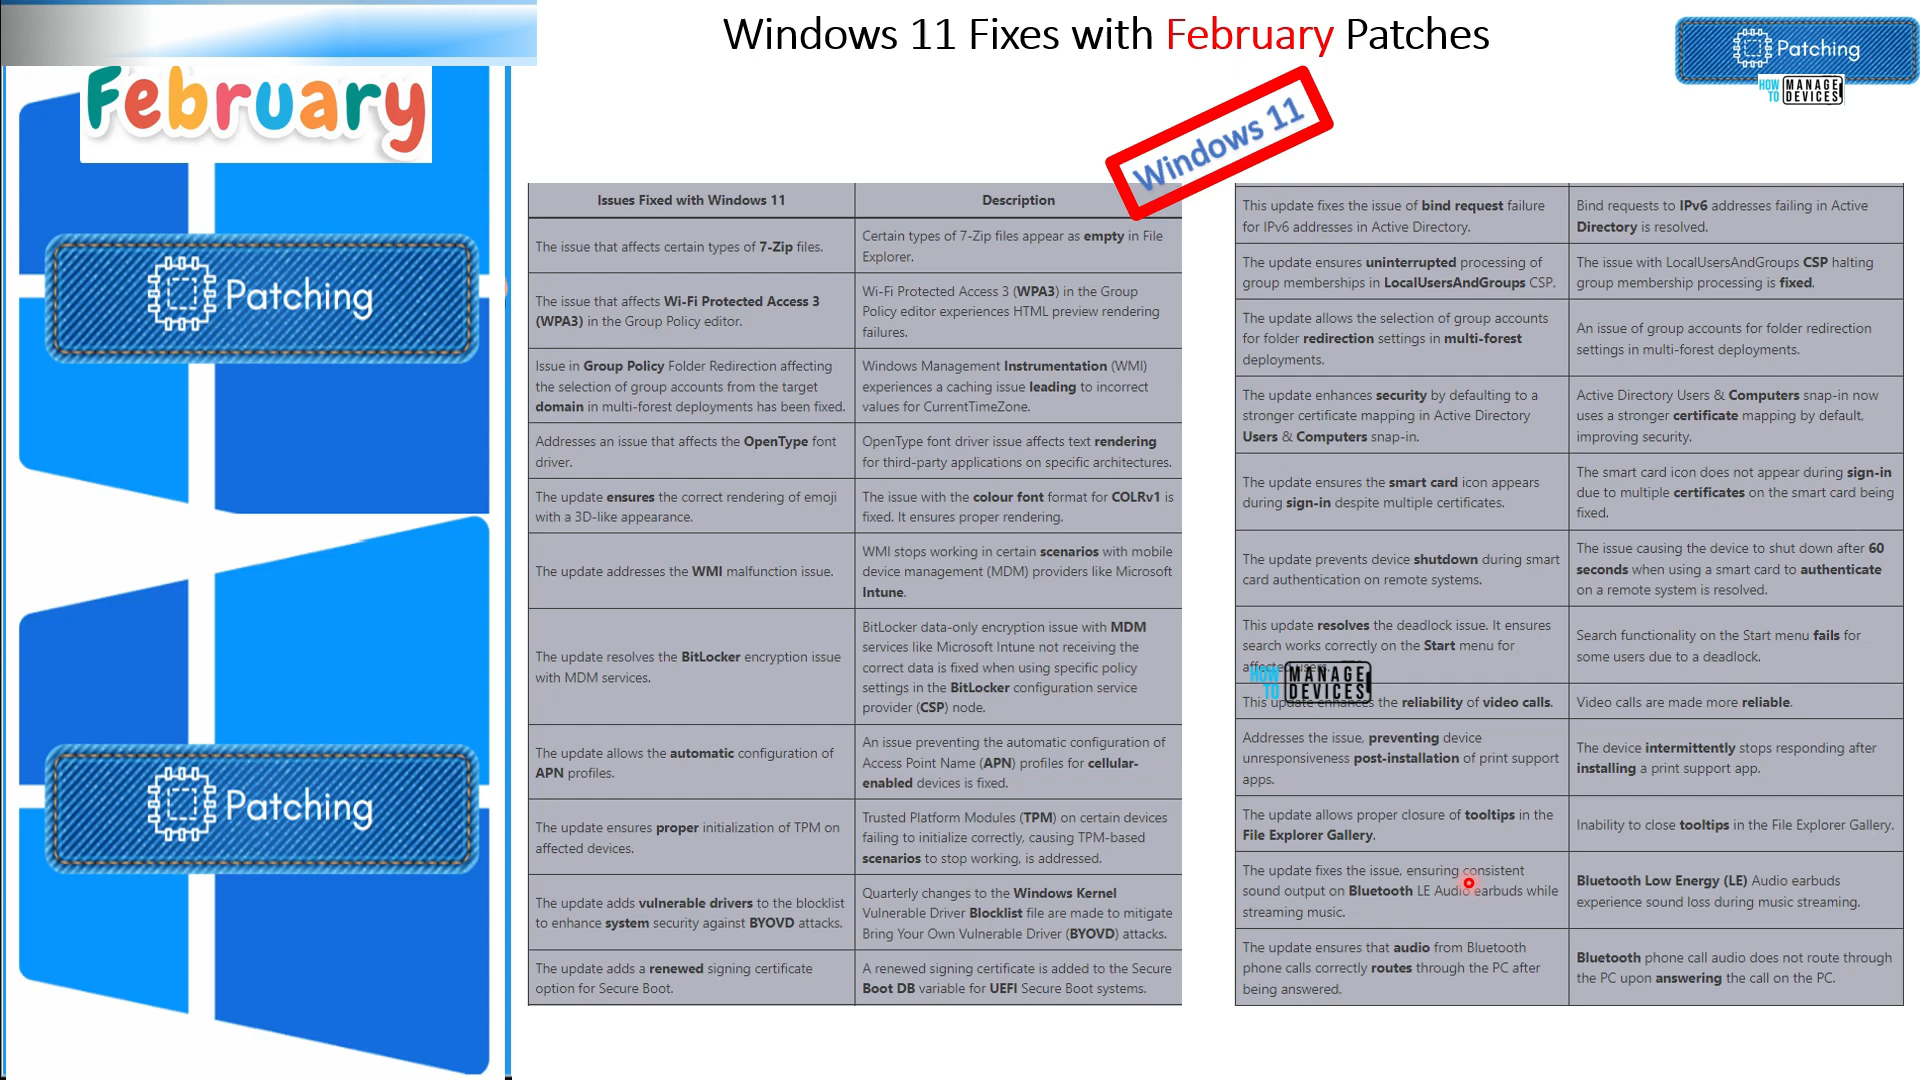 Windows 11 Fixes with February Patches
Patching
HOW TO MANAGE DEVICES
February
Patching
Patching
Windows 11
Issues Fixed with Windows 11
Description
The issue that affects certain types of 7-Zip files.
Certain types of 7-Zip files appear as empty in File
Explorer.
The issue that affects Wi-Fi Protected Access 3
(WPA3) in the Group Policy editor.
Wi-Fi Protected Access 3 (WPA3) in the Group
Policy editor experiences HTML preview rendering
failures.
Issue in Group Policy Folder Redirection affecting
the selection of group accounts from the target
domain in multi-forest deployments has been fixed.
Windows Management Instrumentation (WMI)
experiences a caching issue leading to incorrect
values for CurrentTimeZone.
Addresses an issue that affects the OpenType font
driver.
OpenType font driver issue affects text rendering
for third-party applications on specific architectures.
The update ensures the correct rendering of emoji
with a 3D-like appearance.
The issue with the colour font format for COLRv1 is
fixed. It ensures proper rendering.
The update addresses the WMI malfunction issue.
WMI stops working in certain scenarios with mobile
device management (MDM) providers like Microsoft
Intune.
The update resolves the BitLocker encryption issue
with MDM services.
BitLocker data-only encryption issue with MDM
services like Microsoft Intune not receiving the
correct data is fixed when using specific policy
settings in the BitLocker configuration service
provider (CSP) node.
The update allows the automatic configuration of
APN profiles.
An issue preventing the automatic configuration of
Access Point Name (APN) profiles for cellular-
enabled devices is fixed.
The update ensures proper initialization of TPM on
affected devices.
Trusted Platform Modules (TPM) on certain devices
failing to initialize correctly, causing TPM-based
scenarios to stop working, is addressed.
The update adds vulnerable drivers to the blocklist
to enhance system security against BYOVD attacks.
Quarterly changes to the Windows Kernel
Vulnerable Driver Blocklist file are made to mitigate
Bring Your Own Vulnerable Driver (BYOVD) attacks.
The update adds a renewed signing certificate
option for Secure Boot.
A renewed signing certificate is added to the Secure
Boot DB variable for UEFI Secure Boot systems.
This update fixes the issue of bind request failure
for IPv6 addresses in Active Directory.
Bind requests to IPv6 addresses failing in Active
Directory is resolved.
The update ensures uninterrupted processing of
group memberships in LocalUsersAndGroups CSP.
The issue with LocalUsersAndGroups CSP halting
group membership processing is fixed.
The update allows the selection of group accounts
for folder redirection settings in multi-forest
deployments.
An issue of group accounts for folder redirection
settings in multi-forest deployments.
The update enhances security by defaulting to a
stronger certificate mapping in Active Directory
Users & Computers snap-in.
Active Directory Users & Computers snap-in now
uses a stronger certificate mapping by default,
improving security.
The update ensures the smart card icon appears
during sign-in despite multiple certificates.
The smart card icon does not appear during sign-in
due to multiple certificates on the smart card being
fixed.
The update prevents device shutdown during smart
card authentication on remote systems.
The issue causing the device to shut down after 60
seconds when using a smart card to authenticate
on a remote system is resolved.
This update resolves the deadlock issue. It ensures
search works correctly on the Start menu for
affected users.
Search functionality on the Start menu fails for
some users due to a deadlock.
HOW TO MANAGE DEVICES
This update enhances the reliability of video calls.
Video calls are made more reliable.
Addresses the issue, preventing device
unresponsiveness post-installation of print support
apps.
The device intermittently stops responding after
installing a print support app.
The update allows proper closure of tooltips in the
File Explorer Gallery.
Inability to close tooltips in the File Explorer Gallery.
The update fixes the issue, ensuring consistent
sound output on Bluetooth LE Audio earbuds while
streaming music.
Bluetooth Low Energy (LE) Audio earbuds
experience sound loss during music streaming.
The update ensures that audio from Bluetooth
phone calls correctly routes through the PC after
being answered.
Bluetooth phone call audio does not route through
the PC upon answering the call on the PC.